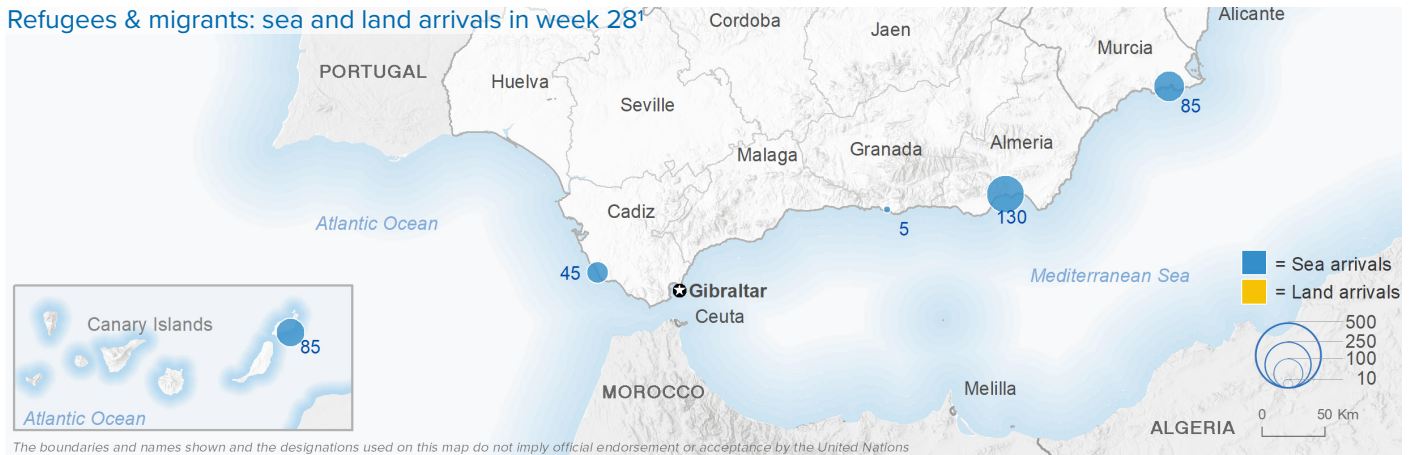 Refugees & migrants: sea and land arrivals in week 28¹
Cordoba
Alicante
Jaen
Murcia
PORTUGAL
Huelva
Seville
85
Almeria
Granada
Malaga
Cadiz
130
Atlantic Ocean
5
45
Mediterranean Sea
= Sea arrivals
Gibraltar
= Land arrivals
Ceuta
Canary Islands
85
500
250
100
10
Melilla
MOROCCO
0 50 Km
Atlantic Ocean
ALGERIA
The boundaries and names shown and the designations used on this map do not imply official endorsement or acceptance by the United Nations